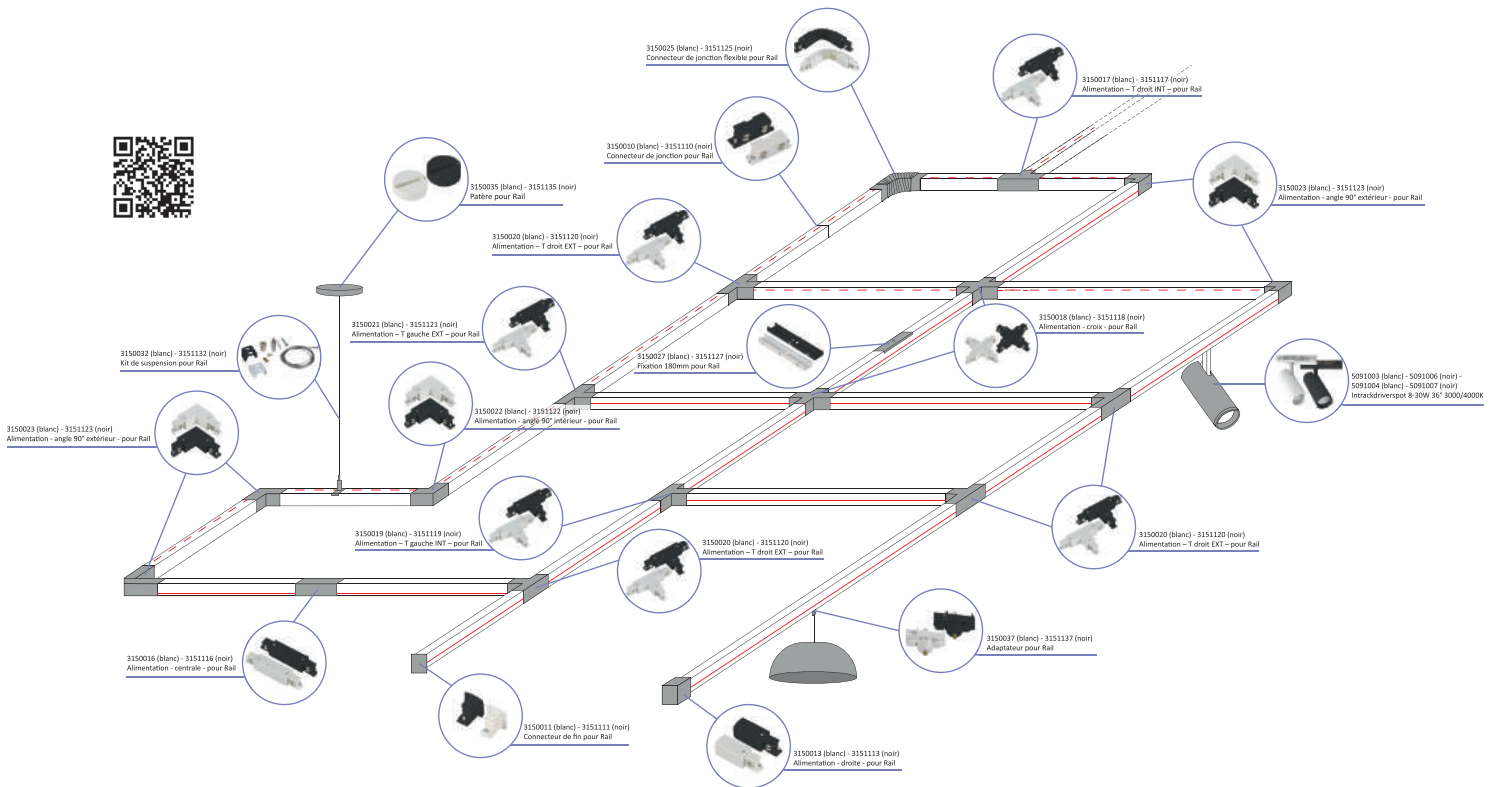 3150025 (blanc) - 3151125 (noir)
Connecteur de jonction flexible pour Rail
3150017 (blanc) - 3151117 (noir)
Alimentation – T droit INT – pour Rail
3150010 (blanc) - 3151110 (noir)
Connecteur de jonction pour Rail
3150035 (blanc) - 3151135 (noir)
Patère pour Rail
3150023 (blanc) - 3151123 (noir)
Alimentation - angle 90° extérieur - pour Rail
3150020 (blanc) - 3151120 (noir)
Alimentation – T droit EXT – pour Rail
3150021 (blanc) - 3151121 (noir)
Alimentation – T gauche EXT – pour Rail
3150018 (blanc) - 3151118 (noir)
Alimentation - croix - pour Rail
3150032 (blanc) - 3151132 (noir)
Kit de suspension pour Rail
3150027 (blanc) - 3151127 (noir)
Fixation 180mm pour Rail
5091003 (blanc) - 5091006 (noir) -
5091004 (blanc) - 5091007 (noir)
Intrackdriverspot 8-30W 36° 3000/4000K
3150022 (blanc) - 3151122 (noir)
Alimentation - angle 90° intérieur - pour Rail
3150023 (blanc) - 3151123 (noir)
Alimentation - angle 90° extérieur - pour Rail
3150019 (blanc) - 3151119 (noir)
Alimentation – T gauche INT – pour Rail
3150020 (blanc) - 3151120 (noir)
Alimentation – T droit EXT – pour Rail
3150020 (blanc) - 3151120 (noir)
Alimentation – T droit EXT – pour Rail
3150037 (blanc) - 3151137 (noir)
Adaptateur pour Rail
3150016 (blanc) - 3151116 (noir)
Alimentation - centrale - pour Rail
3150011 (blanc) - 3151111 (noir)
Connecteur de fin pour Rail
3150013 (blanc) - 3151113 (noir)
Alimentation - droite - pour Rail